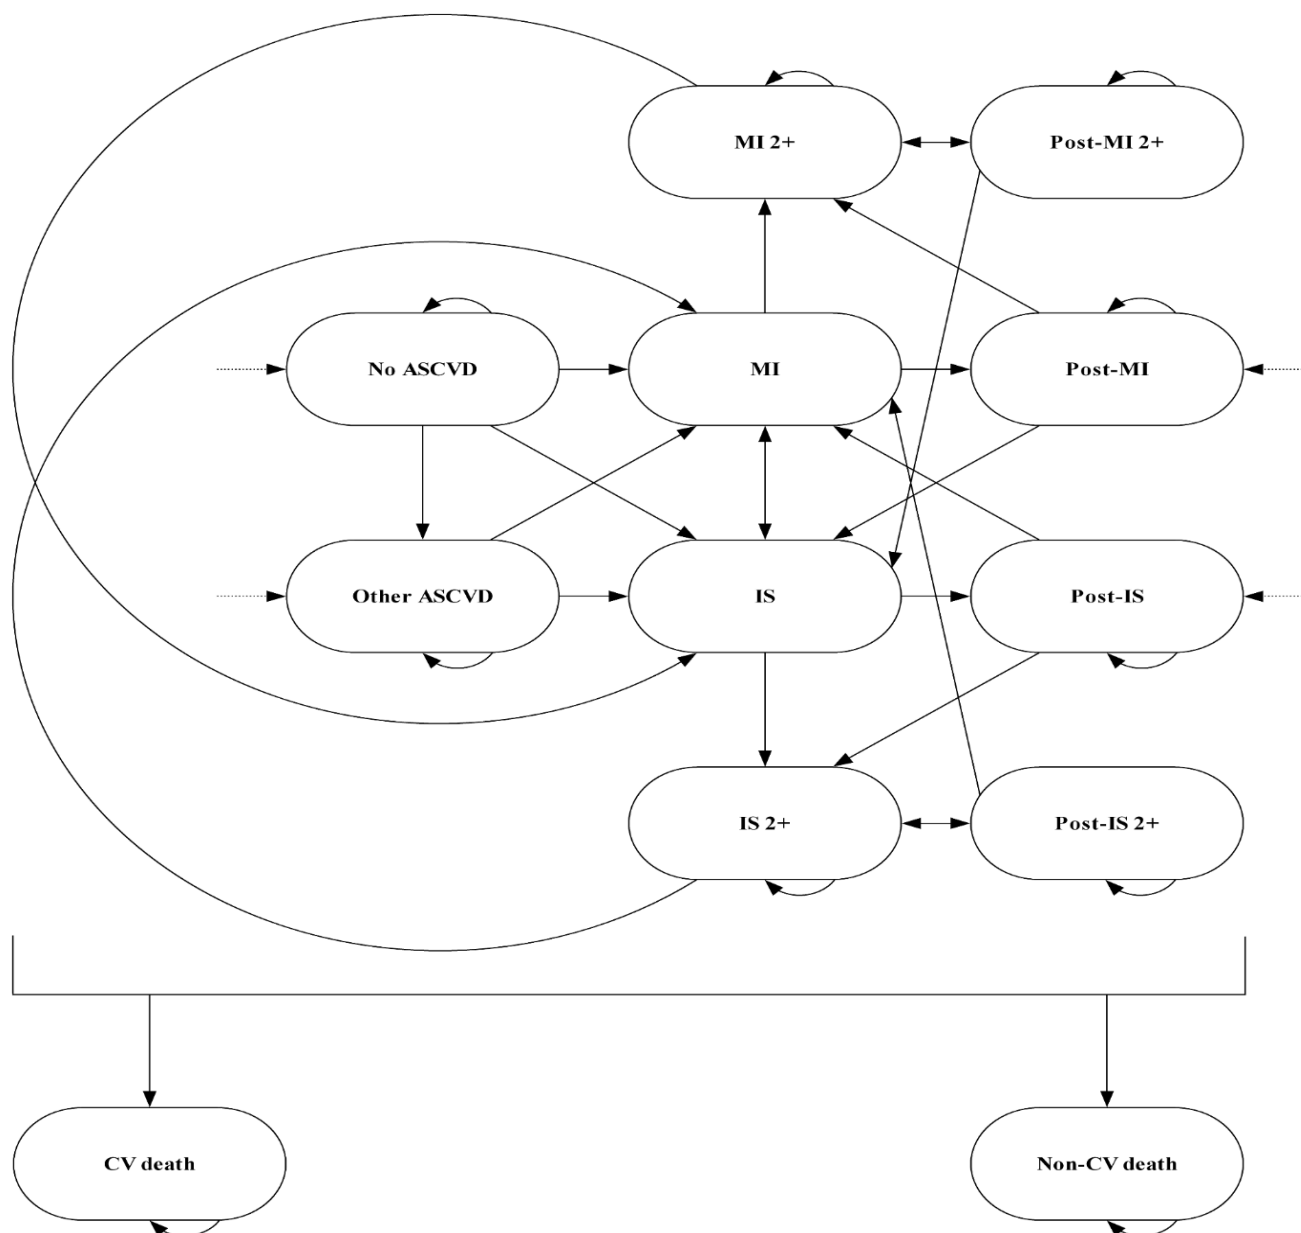 MI 2+
Post-MI 2+
No ASCVD
MI
Post-MI
Other ASCVD
IS
Post-IS
IS 2+
Post-IS 2+
CV death
Non-CV death